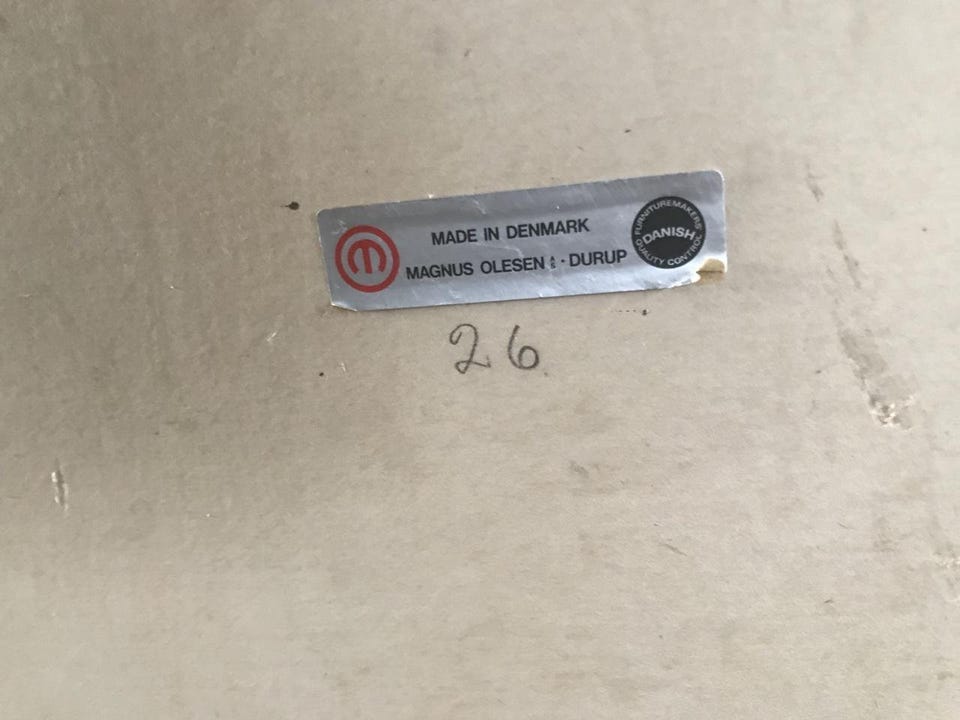 MADE IN DENMARK
MAGNUS OLESEN A/S · DURUP
FURNITUREMAKERS'
DANISH
QUALITY CONTROL
26